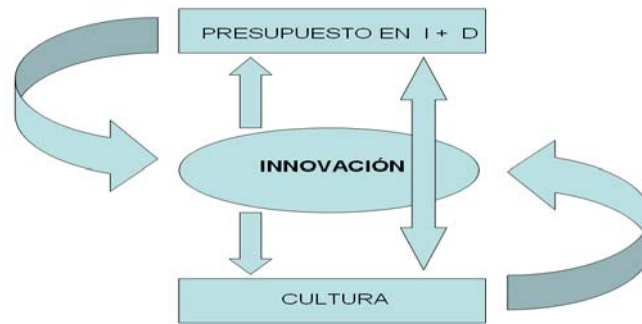 PRESUPUESTO EN I + D
INNOVACIÓN
CULTURA